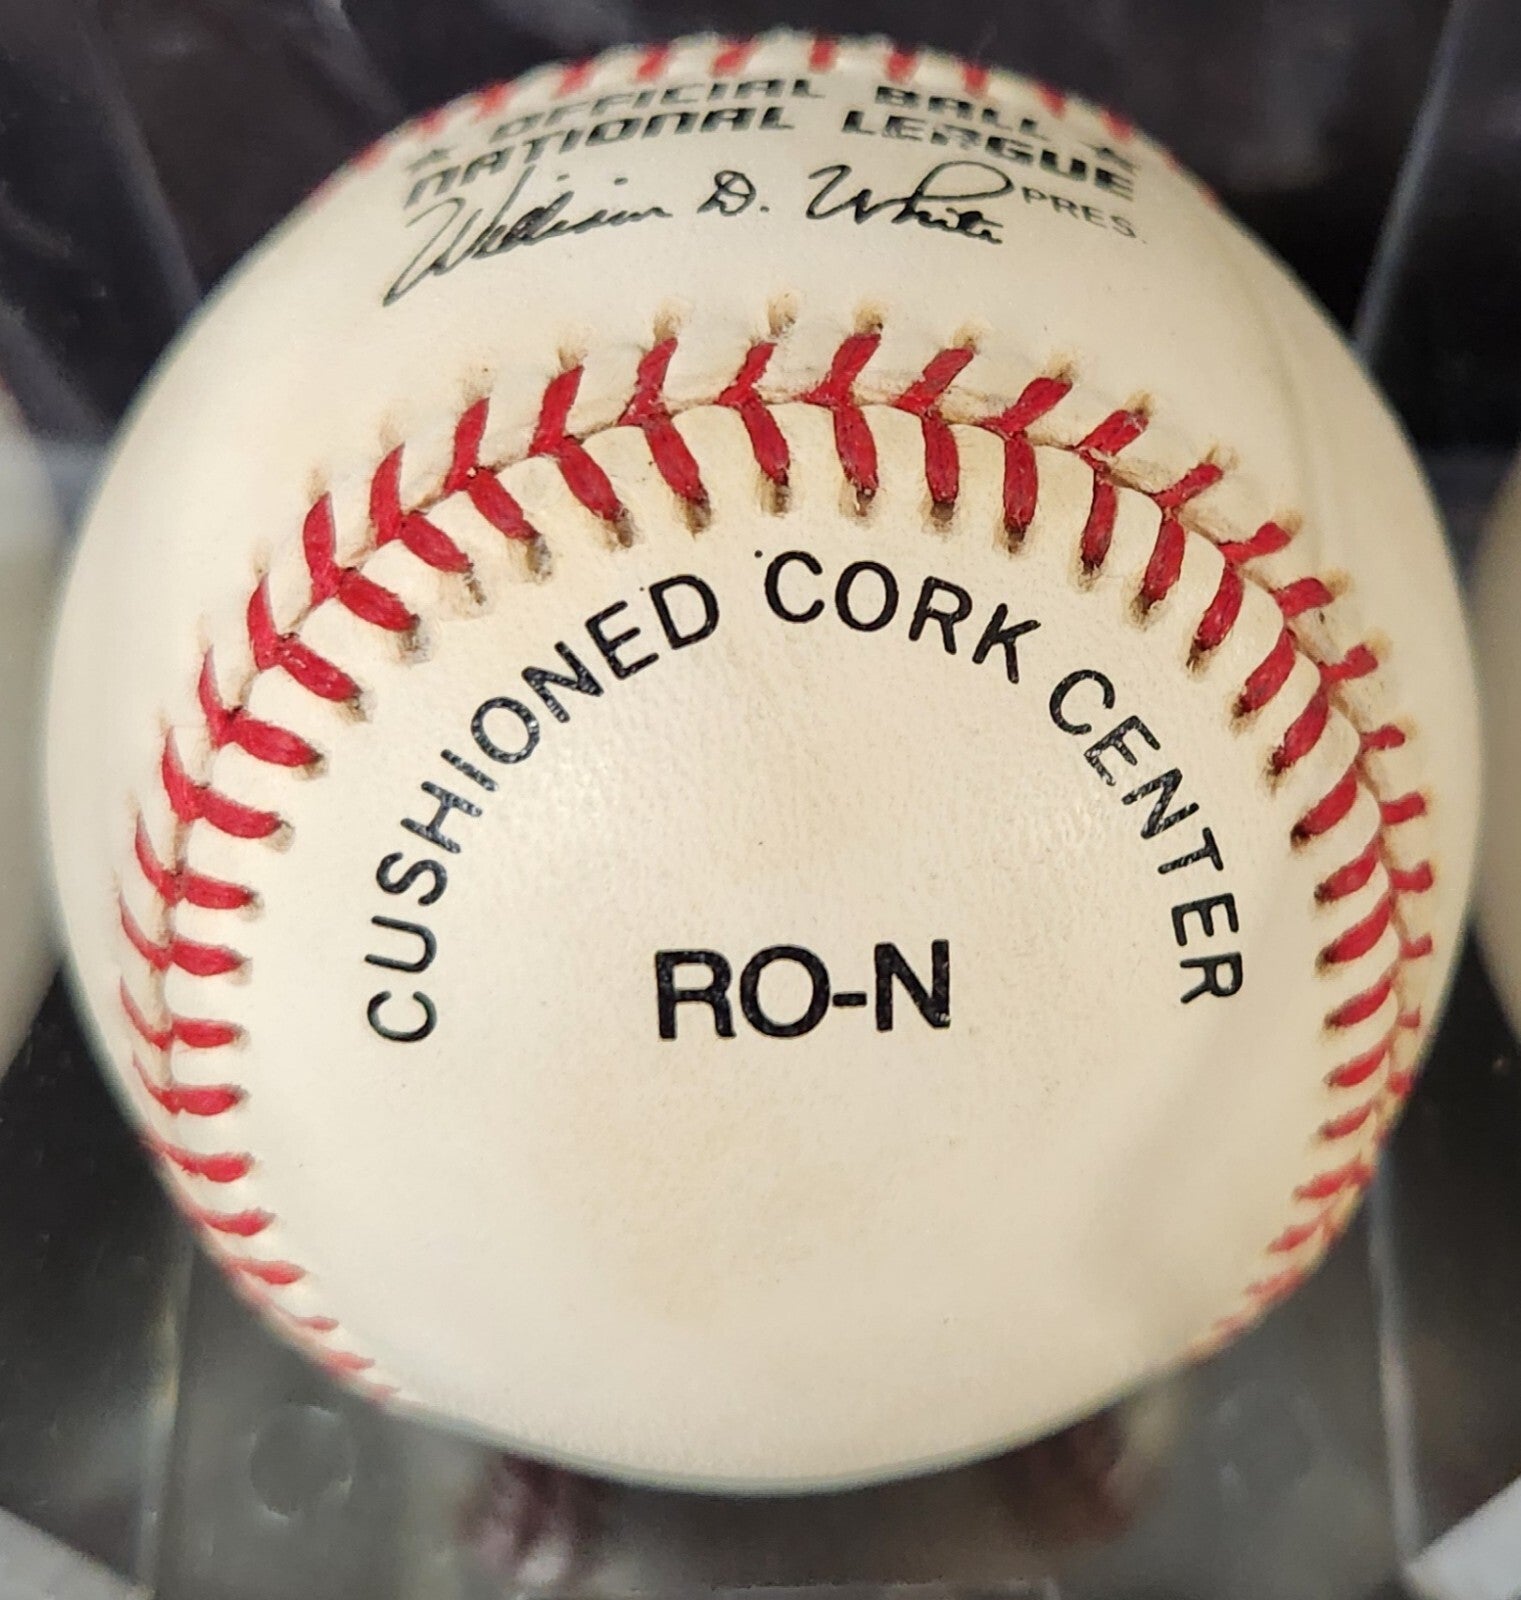 ★ OFFICIAL BALL ★
NATIONAL LEAGUE
William D. White PRES.
CUSHIONED CORK CENTER
RO-N